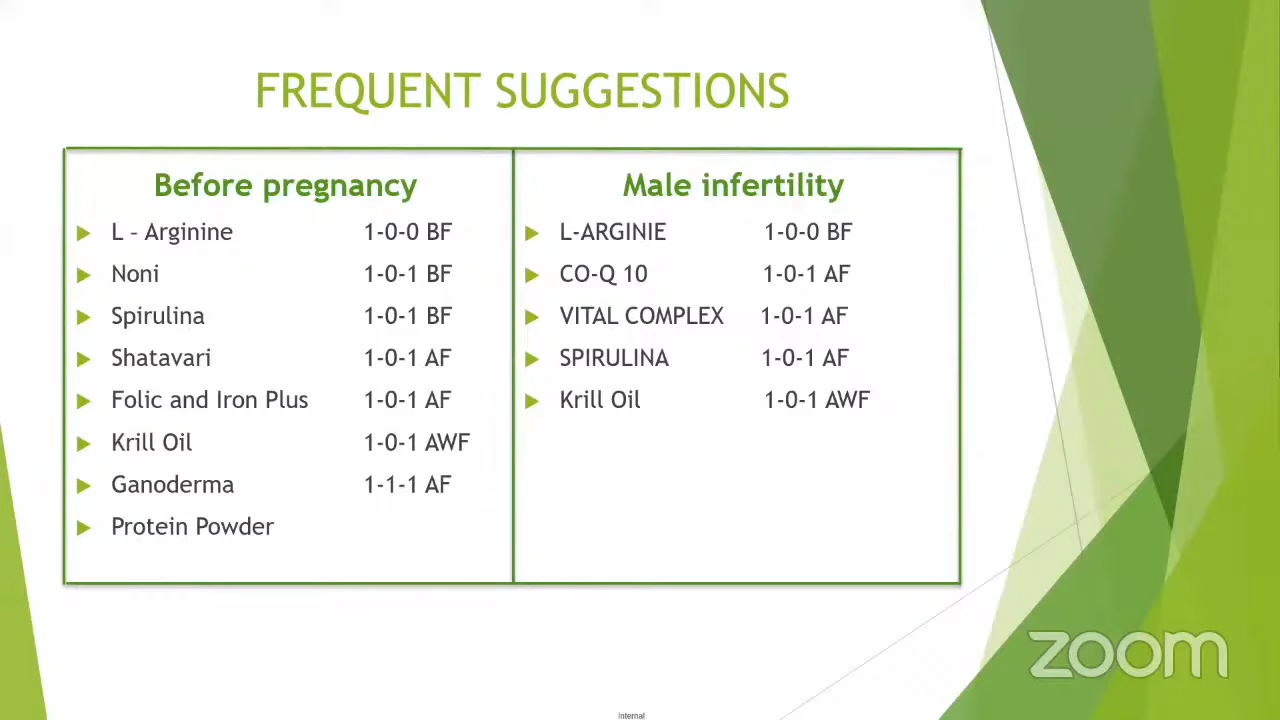 FREQUENT SUGGESTIONS
Before pregnancy
L – Arginine 1-0-0 BF
Noni 1-0-1 BF
Spirulina 1-0-1 BF
Shatavari 1-0-1 AF
Folic and Iron Plus 1-0-1 AF
Krill Oil 1-0-1 AWF
Ganoderma 1-1-1 AF
Protein Powder
Male infertility
L-ARGINIE 1-0-0 BF
CO-Q 10 1-0-1 AF
VITAL COMPLEX 1-0-1 AF
SPIRULINA 1-0-1 AF
Krill Oil 1-0-1 AWF
zoom
Internal